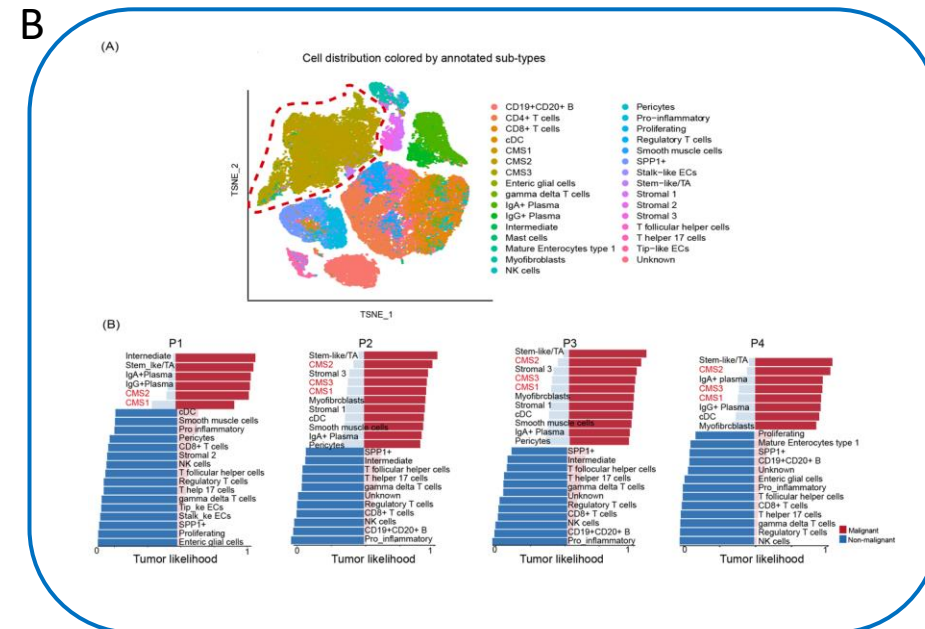 B
(A)
Cell distribution colored by annotated sub-types
TSNE_2
TSNE_1
CD19+CD20+ B
CD4+ T cells
CD8+ T cells
cDC
CMS1
CMS2
CMS3
Enteric glial cells
gamma delta T cells
IgA+ Plasma
IgG+ Plasma
Intermediate
Mast cells
Mature Enterocytes type 1
Myofibroblasts
NK cells
Pericytes
Pro-inflammatory
Proliferating
Regulatory T cells
Smooth muscle cells
SPP1+
Stalk-like ECs
Stem-like/TA
Stromal 1
Stromal 2
Stromal 3
T follicular helper cells
T helper 17 cells
Tip-like ECs
Unknown
(B)
P1
Intermediate
Stem_lke/TA
IgA+Plasma
IgG+Plasma
CMS2
CMS1
cDC
Smooth muscle cells
Pro inflammatory
Pericytes
CD8+ T cells
Stromal 2
NK cells
T follicular helper cells
Regulatory T cells
T help 17 cells
gamma delta T cells
Tip_ke ECs
Stalk_ke ECs
SPP1+
Proliferating
Enteric glial cells
0 1
Tumor likelihood
P2
Stem-like/TA
CMS2
Stromal 3
CMS3
CMS1
Myofibrcblasts
Stromal 1
cDC
Smooth muscle cells
IgA+ Plasma
Pericytes
SPP1+
Intermediate
T follicular helper cells
T helper 17 cells
gamma delta T cells
Unknown
Regulatory T cells
CD8+ T cells
NK cells
CD19+CD20+ B
Pro_inflammatory
0 1
Tumor likelihood
P3
Stem-like/TA
CMS2
Stromal 3
CMS3
CMS1
Myofibroblasts
Stromal 1
cDC
Smooth muscle cells
IgA+ Plasma
Pericytes
SPP1+
Intermediate
T follocular helper cells
T helper 17 cells
gamma delta T cells
Unknown
Regulatory T cells
CD8+ T cells
NK cells
CD19+CD20+ B
Pro_inflammatory
0 1
Tumor likelihood
P4
Stem-like/TA
CMS2
IgA+ plasma
CMS3
CMS1
IgG+ Plasma
cDC
Myofibrcblasts
Proliferating
Mature Enterocytes type 1
SPP1+
CD19+CD20+ B
Unknown
Enteric glial cells
Pro_inflammatory
T follicular helper cells
CD8+ T cells
T helper 17 cells
gamma delta T cells
Regulatory T cells
NK cells
0 1
Tumor likelihood
Malignant
Non-malignant